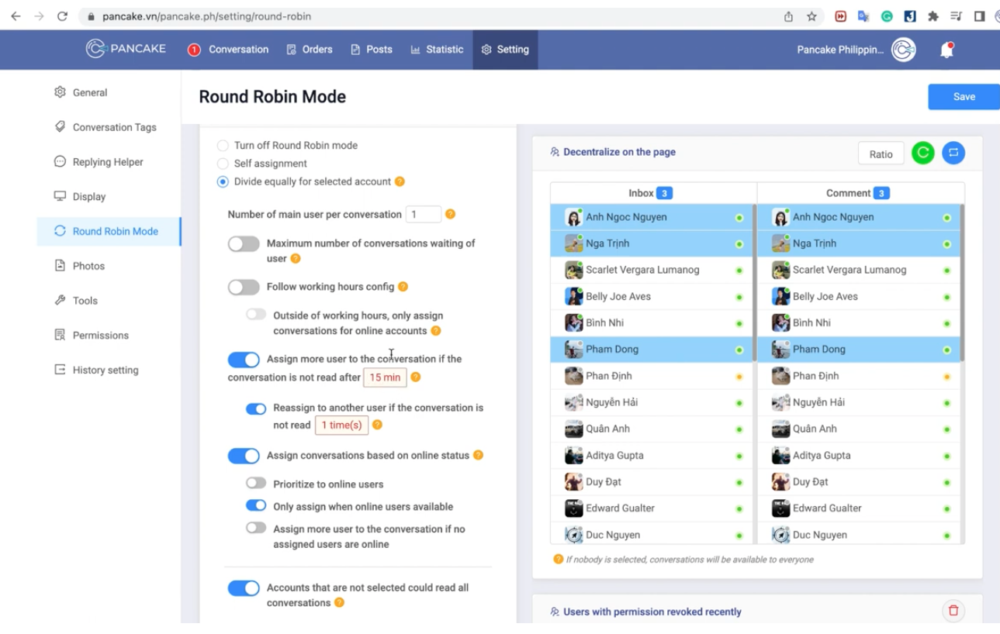 pancake.vn/pancake.ph/setting/round-robin
PANCAKE
1 Conversation
Orders
Posts
Statistic
Setting
Pancake Philippin...
General
Conversation Tags
Replying Helper
Display
Round Robin Mode
Photos
Tools
Permissions
History setting
Round Robin Mode
Save
Turn off Round Robin mode
Self assignment
Divide equally for selected account ?
Number of main user per conversation 1 ?
Maximum number of conversations waiting of
user ?
Follow working hours config ?
Outside of working hours, only assign
conversations for online accounts ?
Assign more user to the conversation if the
conversation is not read after 15 min ?
Reassign to another user if the conversation is
not read 1 time(s) ?
Assign conversations based on online status ?
Prioritize to online users
Only assign when online users available
Assign more user to the conversation if no
assigned users are online
Accounts that are not selected could read all
conversations ?
Decentralize on the page
Ratio
Inbox 3
Comment 3
Anh Ngoc Nguyen Anh Ngoc Nguyen
Nga Trịnh Nga Trịnh
Scarlet Vergara Lumanog Scarlet Vergara Lumanog
Belly Joe Aves Belly Joe Aves
Bình Nhi Bình Nhi
Pham Dong Pham Dong
Phan Định Phan Định
Nguyễn Hải Nguyễn Hải
Quân Anh Quân Anh
Aditya Gupta Aditya Gupta
Duy Đạt Duy Đạt
Edward Gualter Edward Gualter
Duc Nguyen Duc Nguyen
? If nobody is selected, conversations will be available to everyone
Users with permission revoked recently